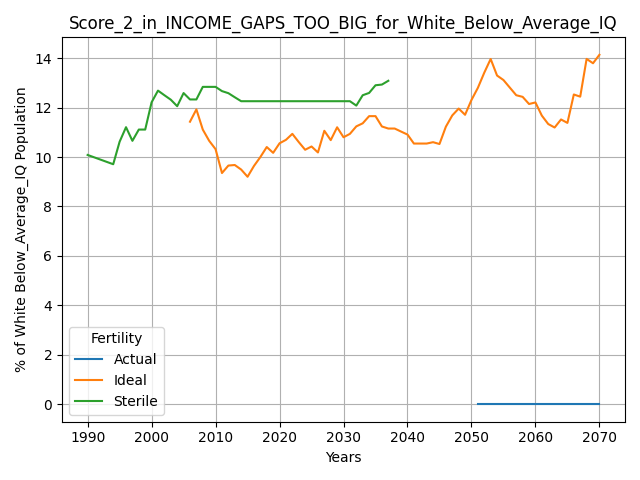 Score_2_in_INCOME_GAPS_TOO_BIG_for_White_Below_Average_IQ
% of White Below_Average_IQ Population
14
12
10
8
6
4
2
0
Fertility
Actual
Ideal
Sterile
1990 2000 2010 2020 2030 2040 2050 2060 2070
Years